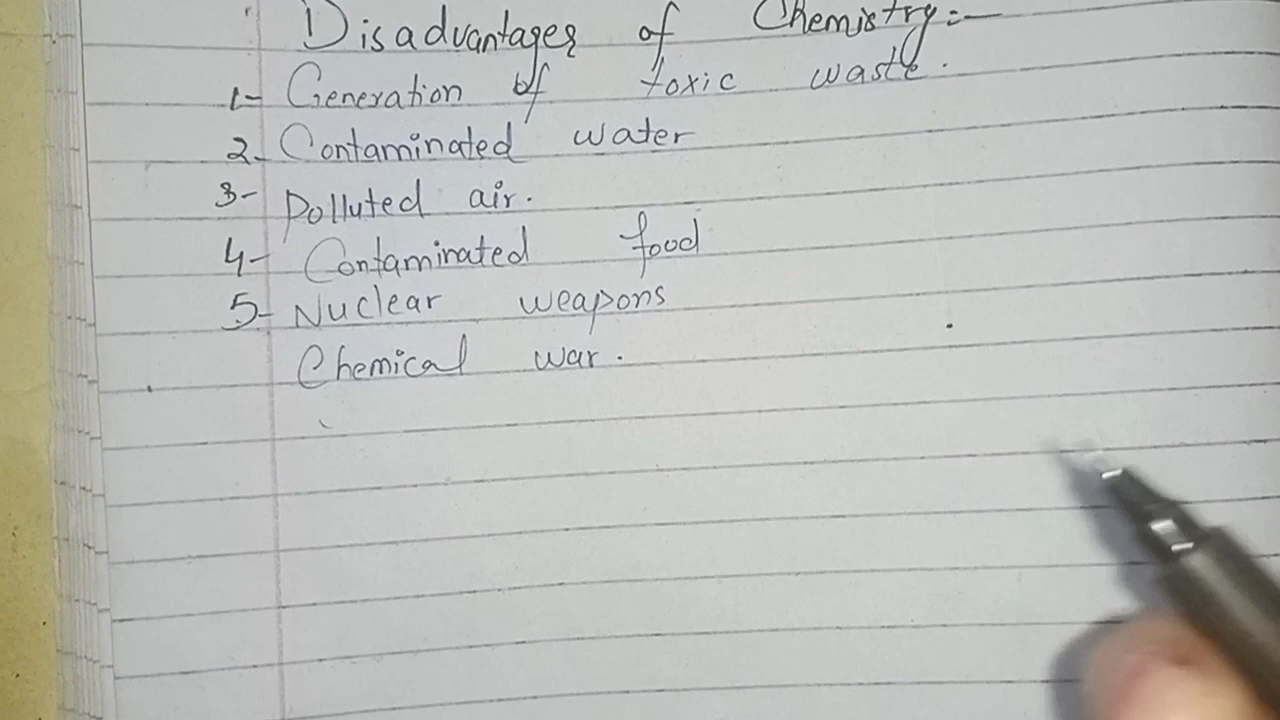 Disadvantages of Chemistry:-
1- Generation of toxic waste.
2- Contaminated water
3- Polluted air.
4- Contaminated food
5- Nuclear weapons
Chemical war.